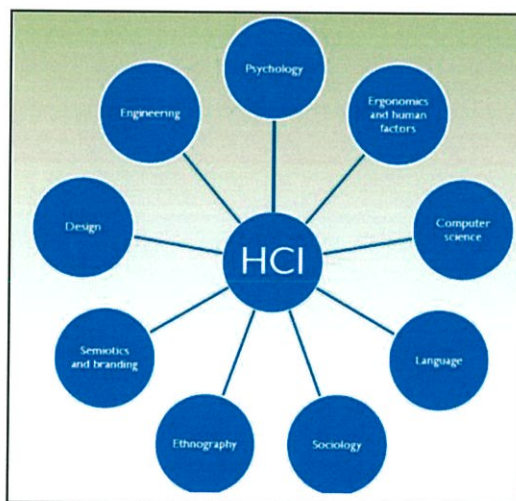 Psychology
Ergonomics
and human
factors
Computer
science
Language
Sociology
Ethnography
Semiotics
and branding
Design
Engineering
HCI